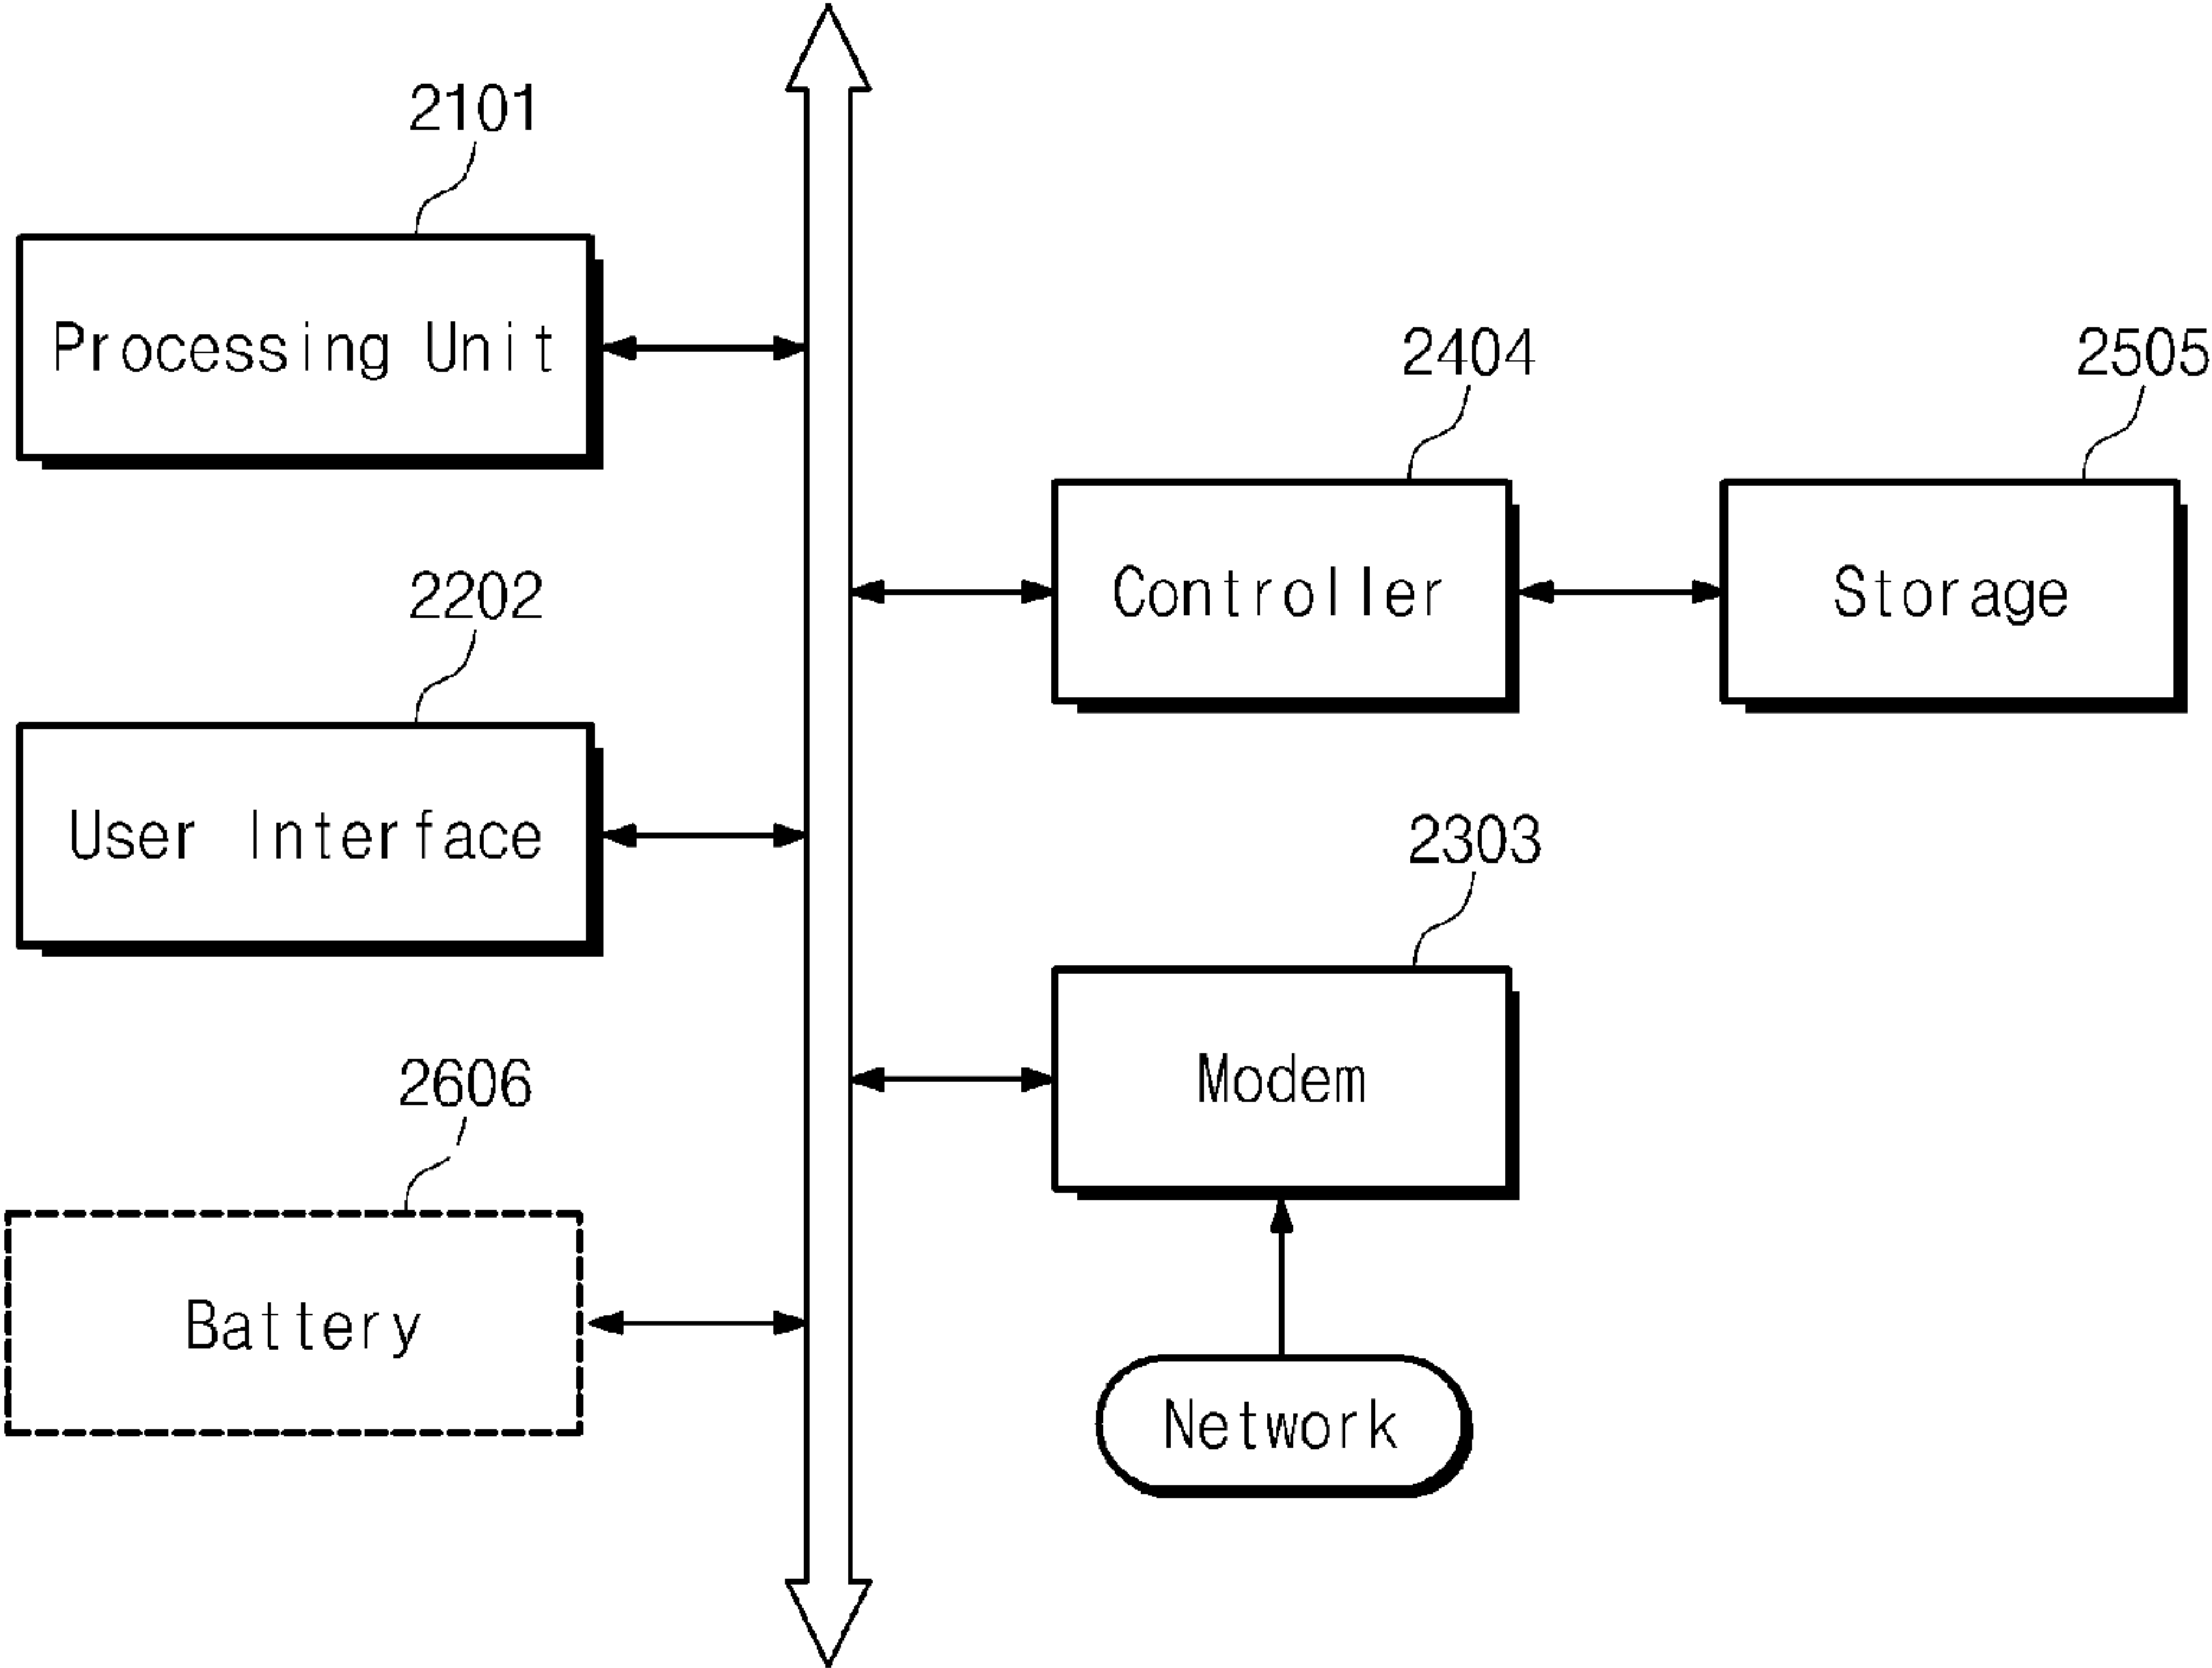 2101
Processing Unit
2404
2505
Controller
Storage
2202
User Interface
2303
Modem
2606
Battery
Network